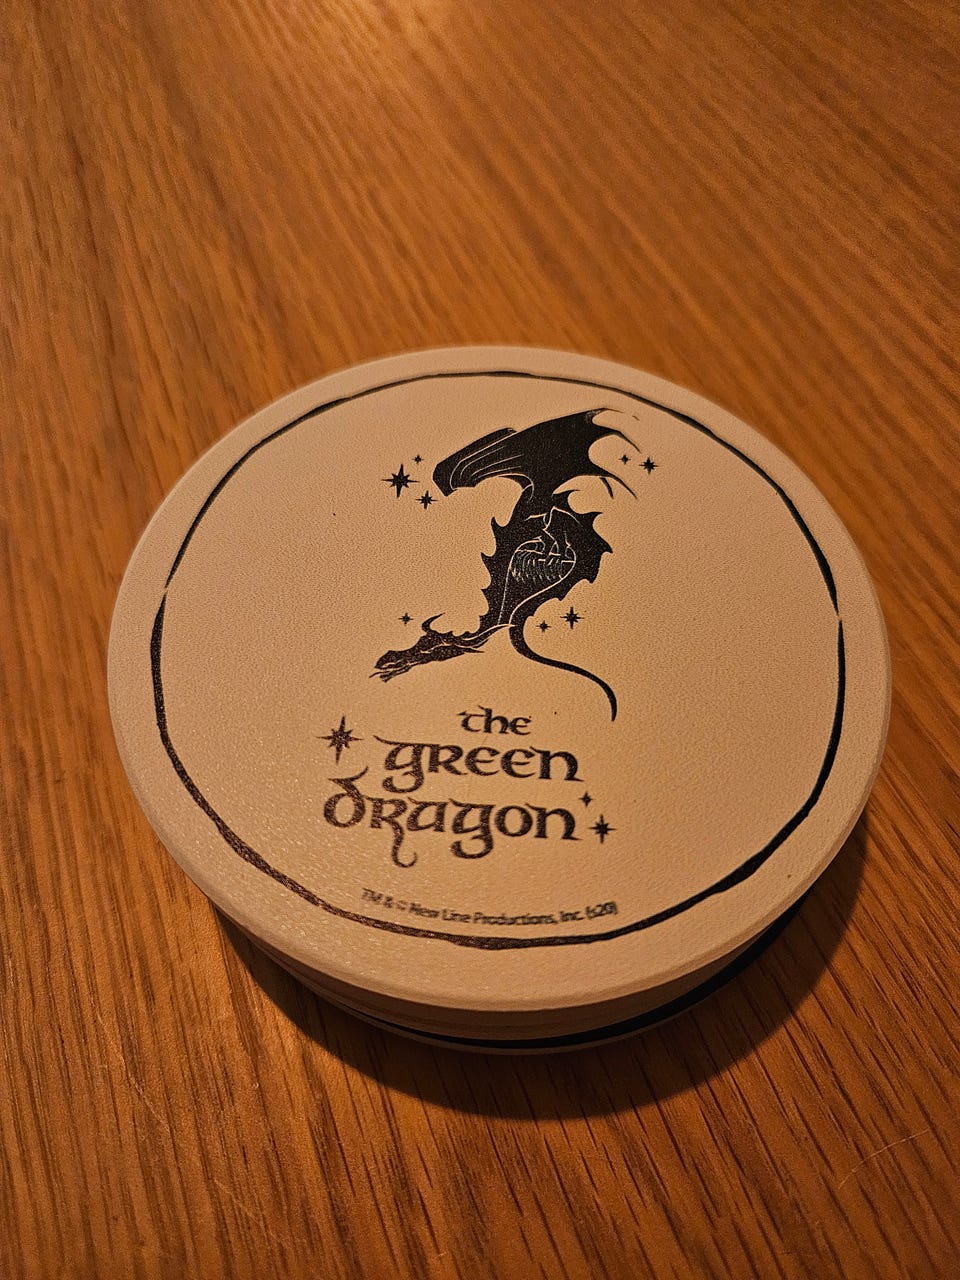 the
green
dragon
TM & © New Line Productions, Inc. (s20)